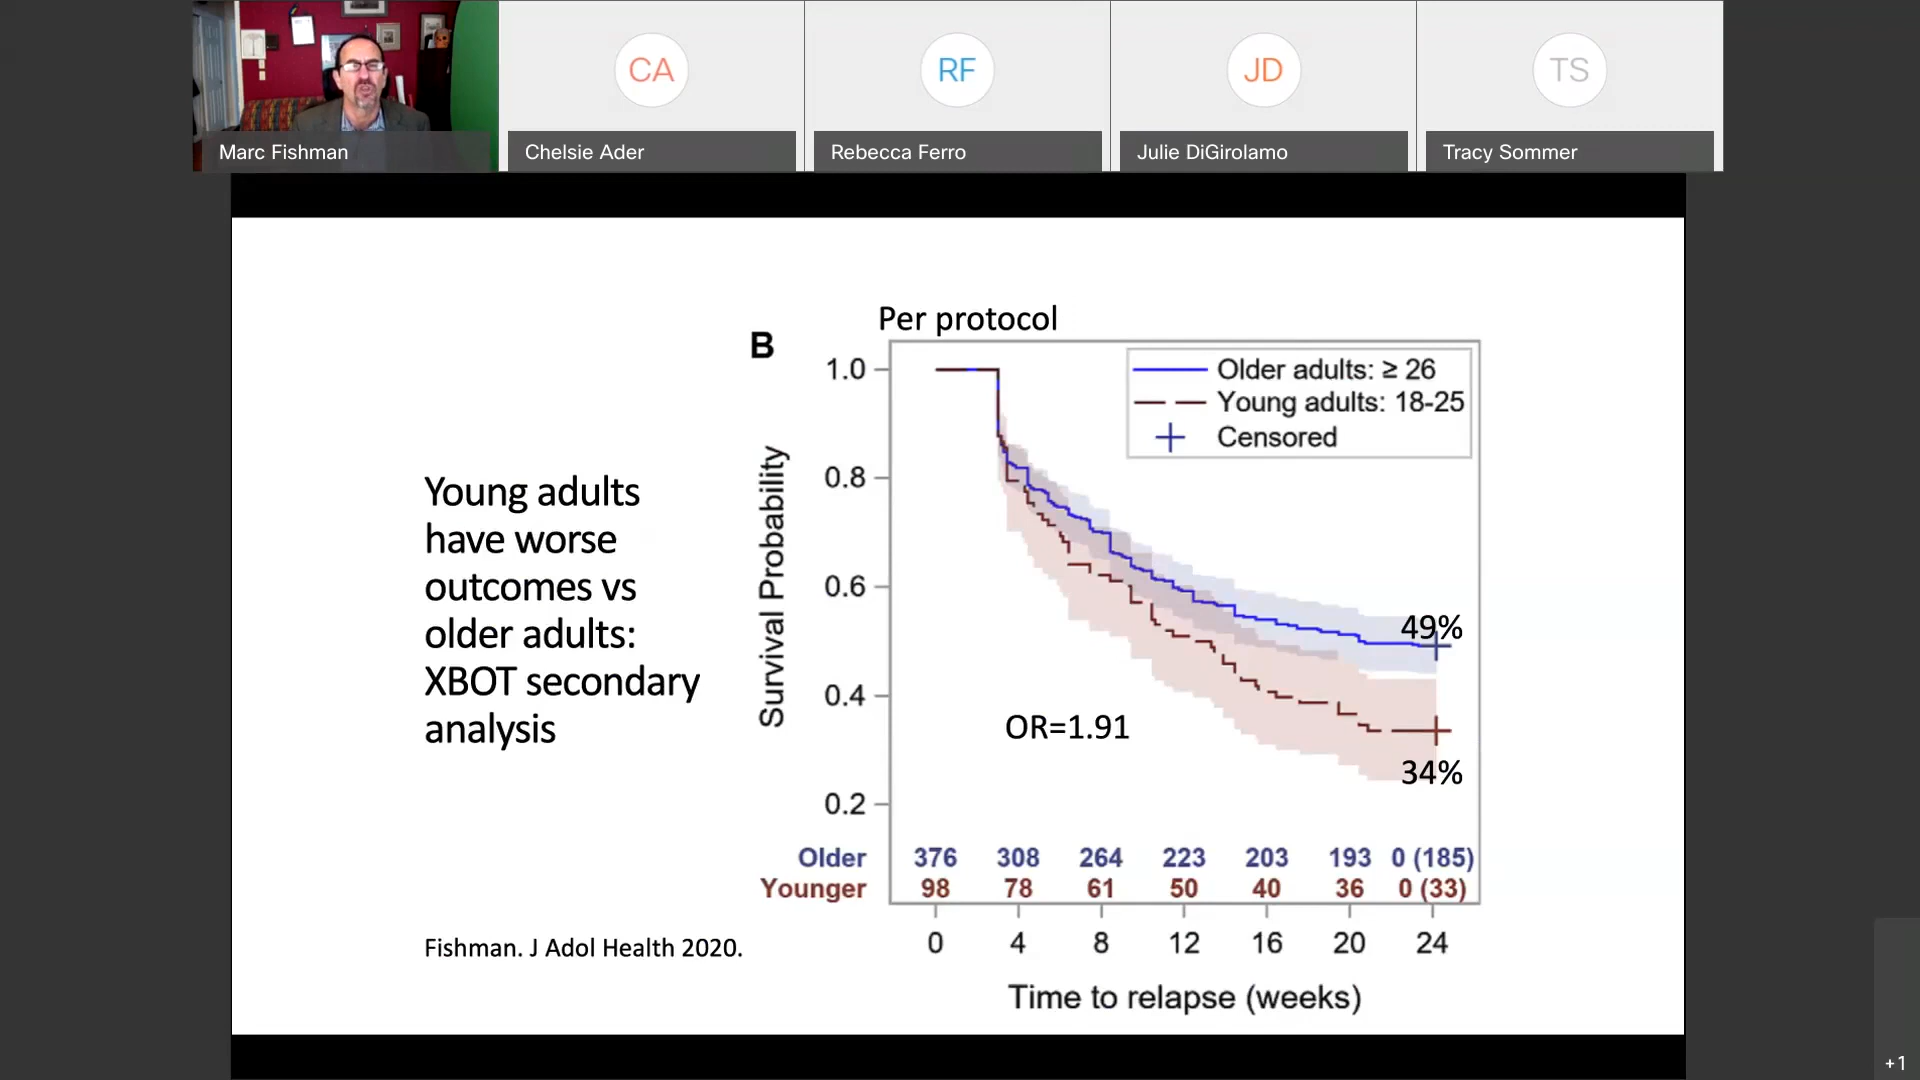 Marc Fishman
CA
Chelsie Ader
RF
Rebecca Ferro
JD
Julie DiGirolamo
TS
Tracy Sommer
Young adults
have worse
outcomes vs
older adults:
XBOT secondary
analysis
Fishman. J Adol Health 2020.
Per protocol
B
Older adults: ≥ 26
Young adults: 18-25
Censored
Survival Probability
1.0
0.8
0.6
0.4
0.2
49%
OR=1.91
34%
Older 376 308 264 223 203 193 0 (185)
Younger 98 78 61 50 40 36 0 (33)
0 4 8 12 16 20 24
Time to relapse (weeks)
+1